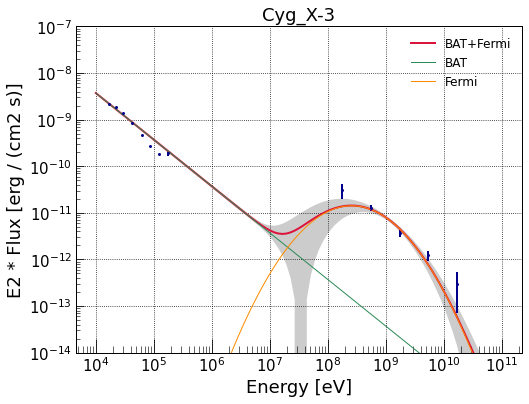 Cyg_X-3
E2 * Flux [erg / (cm2 s)]
10⁻⁷
10⁻⁸
10⁻⁹
10⁻¹⁰
10⁻¹¹
10⁻¹²
10⁻¹³
10⁻¹⁴
BAT+Fermi
BAT
Fermi
10⁴ 10⁵ 10⁶ 10⁷ 10⁸ 10⁹ 10¹⁰ 10¹¹
Energy [eV]